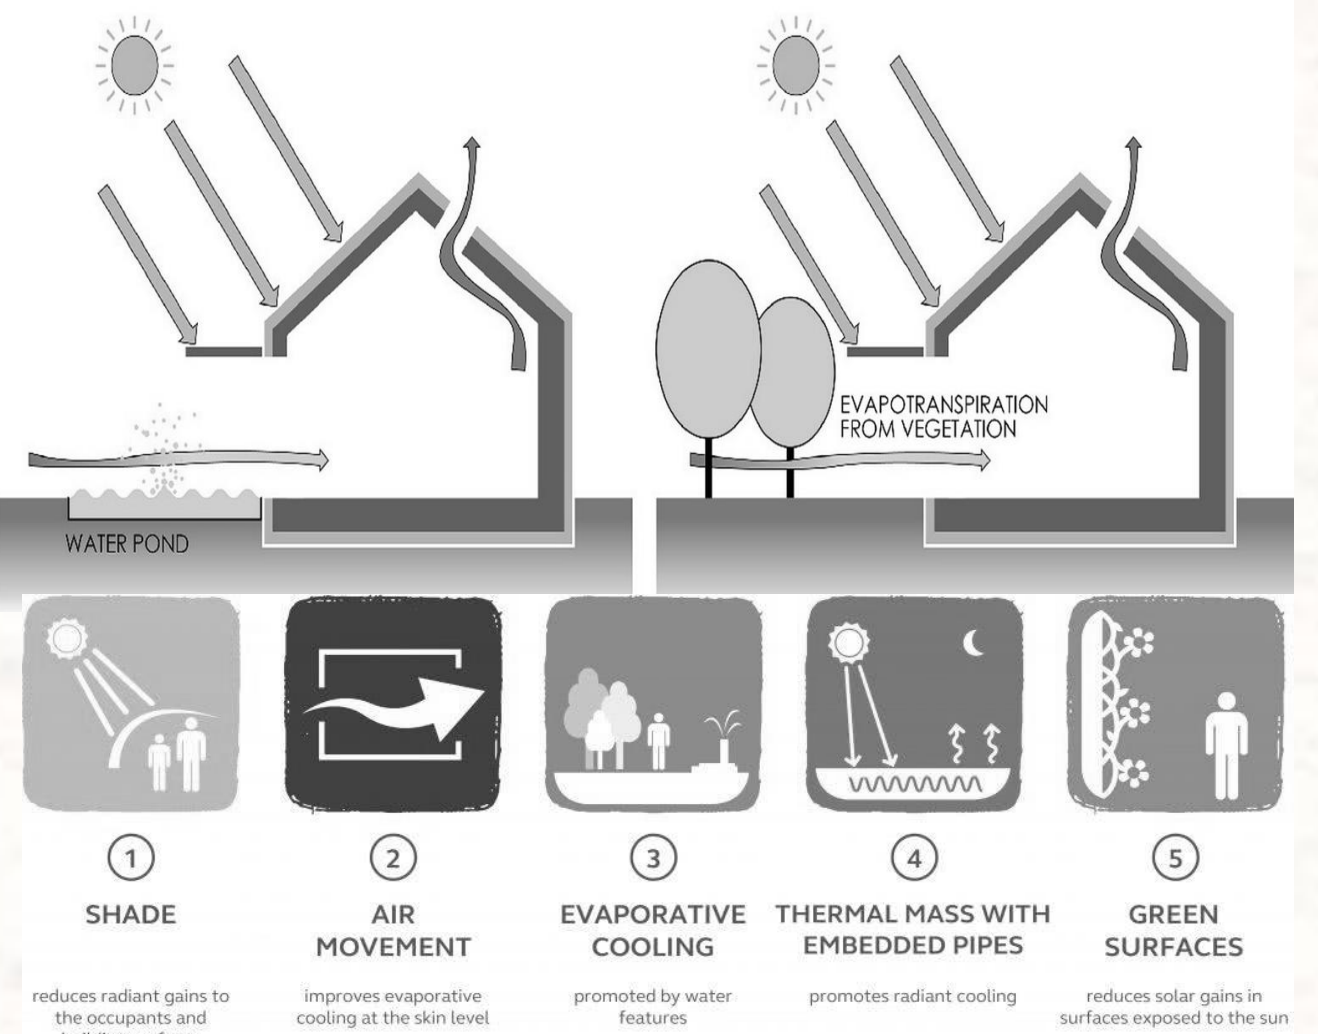 EVAPOTRANSPIRATION
FROM VEGETATION
WATER POND
1
SHADE
reduces radiant gains to
the occupants and
2
AIR
MOVEMENT
improves evaporative
cooling at the skin level
3
EVAPORATIVE
COOLING
promoted by water
features
4
THERMAL MASS WITH
EMBEDDED PIPES
promotes radiant cooling
5
GREEN
SURFACES
reduces solar gains in
surfaces exposed to the sun